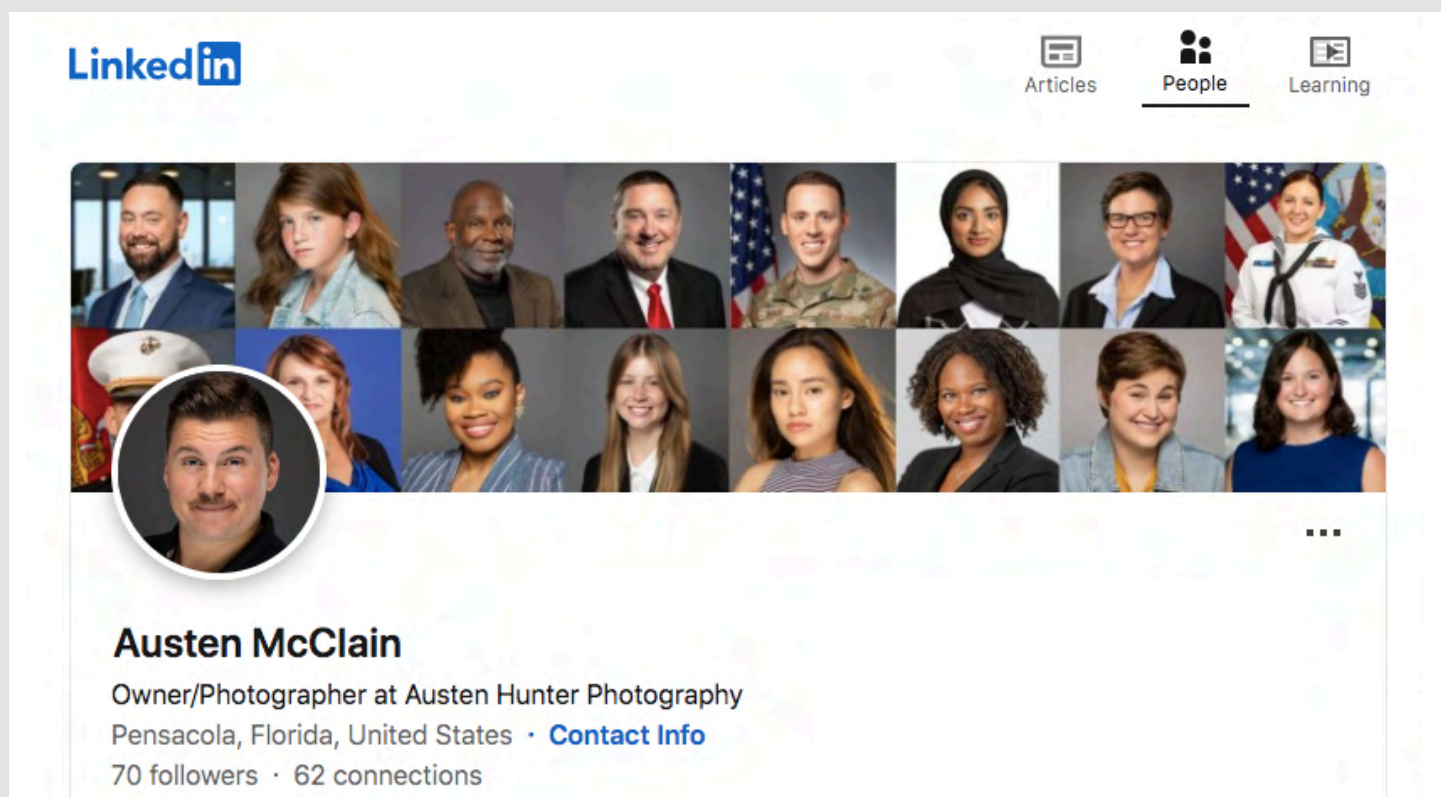 Linkedin
Articles
People
Learning
Austen McClain
Owner/Photographer at Austen Hunter Photography
Pensacola, Florida, United States · Contact Info
70 followers · 62 connections